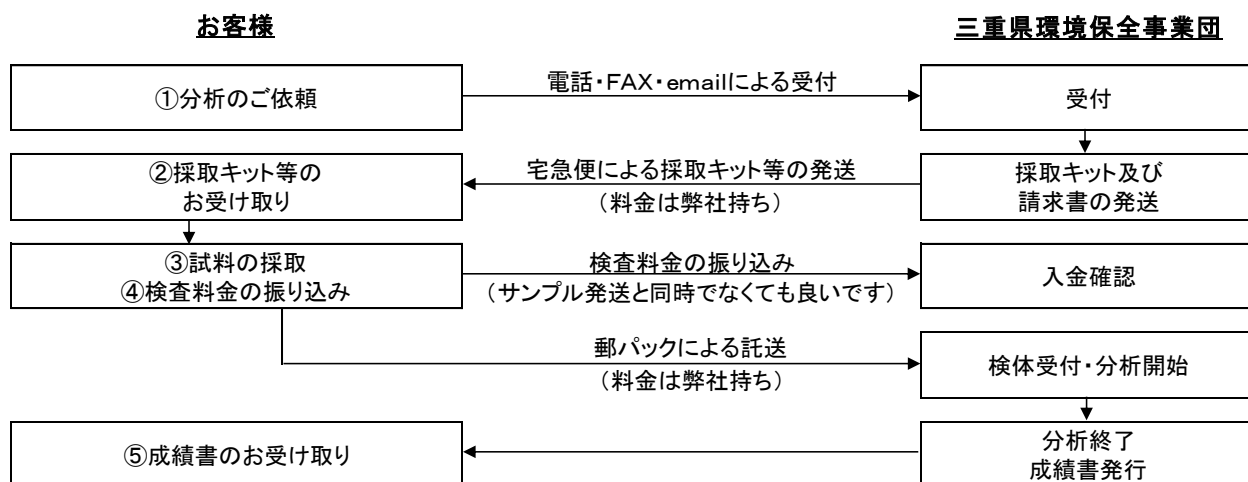 お客様
三重県環境保全事業団
①分析のご依頼
電話・FAX・emailによる受付
受付
②採取キット等の
お受け取り
宅急便による採取キット等の発送
（料金は弊社持ち）
採取キット及び
請求書の発送
③試料の採取
④検査料金の振り込み
検査料金の振り込み
（サンプル発送と同時でなくても良いです）
入金確認
郵パックによる託送
（料金は弊社持ち）
検体受付・分析開始
⑤成績書のお受け取り
分析終了
成績書発行